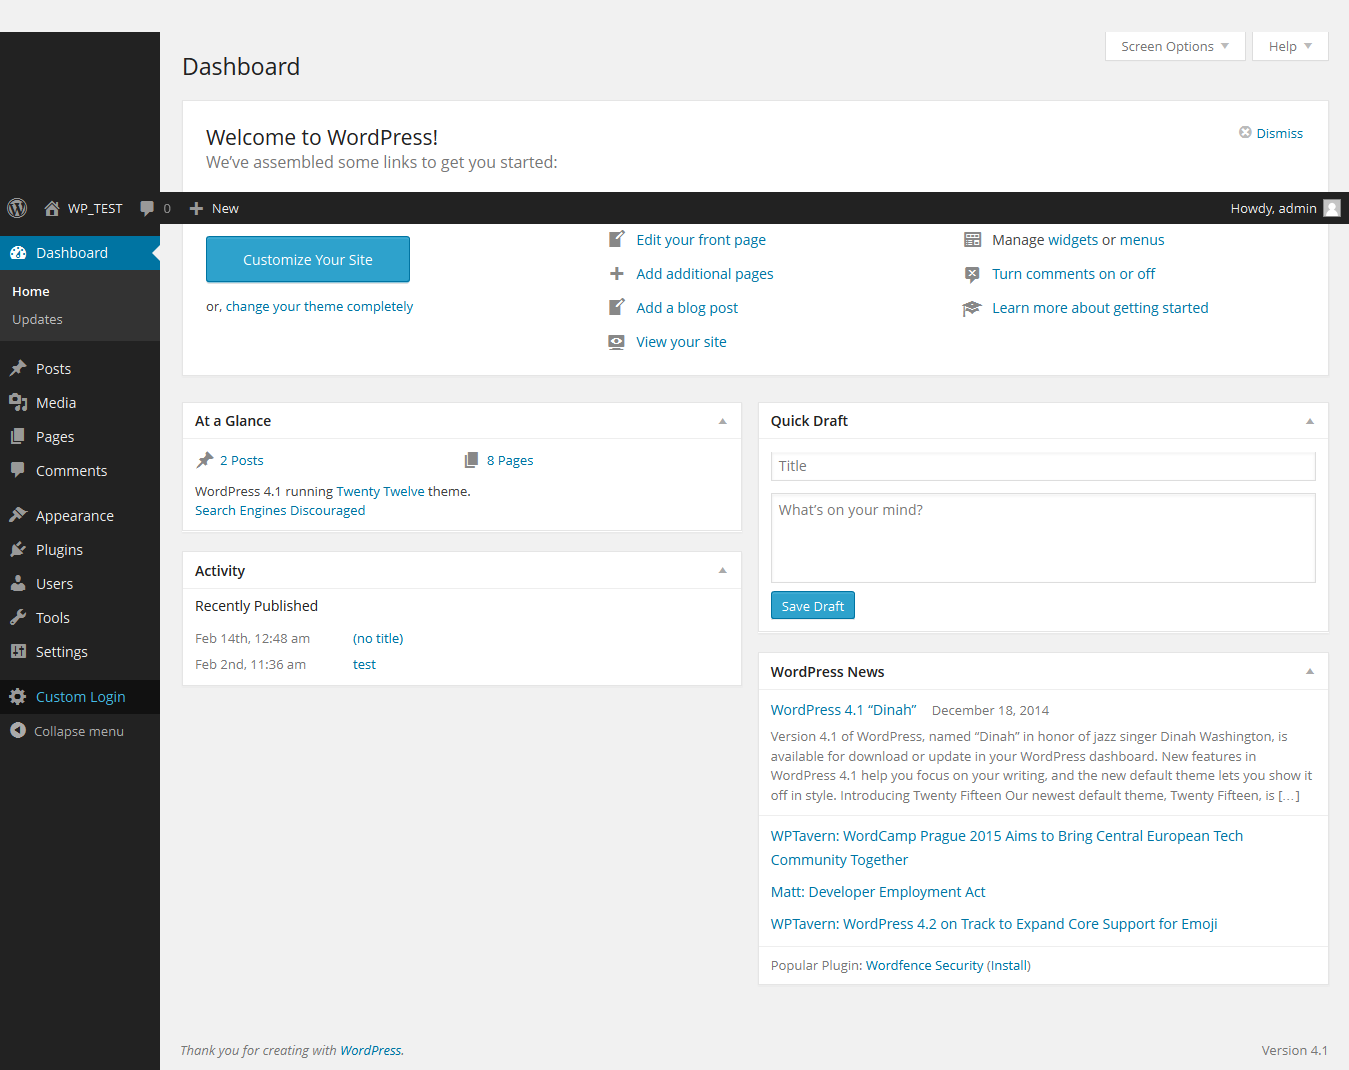 Screen Options
Help
Dashboard
Welcome to WordPress!
We've assembled some links to get you started:
Dismiss
WP_TEST
0
New
Howdy, admin
Dashboard
Home
Updates
Posts
Media
Pages
Comments
Appearance
Plugins
Users
Tools
Settings
Custom Login
Collapse menu
Customize Your Site
or, change your theme completely
Edit your front page
Add additional pages
Add a blog post
View your site
Manage widgets or menus
Turn comments on or off
Learn more about getting started
At a Glance
2 Posts
8 Pages
WordPress 4.1 running Twenty Twelve theme.
Search Engines Discouraged
Activity
Recently Published
Feb 14th, 12:48 am (no title)
Feb 2nd, 11:36 am test
Quick Draft
Title
What's on your mind?
Save Draft
WordPress News
WordPress 4.1 “Dinah” December 18, 2014
Version 4.1 of WordPress, named “Dinah” in honor of jazz singer Dinah Washington, is
available for download or update in your WordPress dashboard. New features in
WordPress 4.1 help you focus on your writing, and the new default theme lets you show it
off in style. Introducing Twenty Fifteen Our newest default theme, Twenty Fifteen, is […]
WPTavern: WordCamp Prague 2015 Aims to Bring Central European Tech
Community Together
Matt: Developer Employment Act
WPTavern: WordPress 4.2 on Track to Expand Core Support for Emoji
Popular Plugin: Wordfence Security (Install)
Thank you for creating with WordPress.
Version 4.1